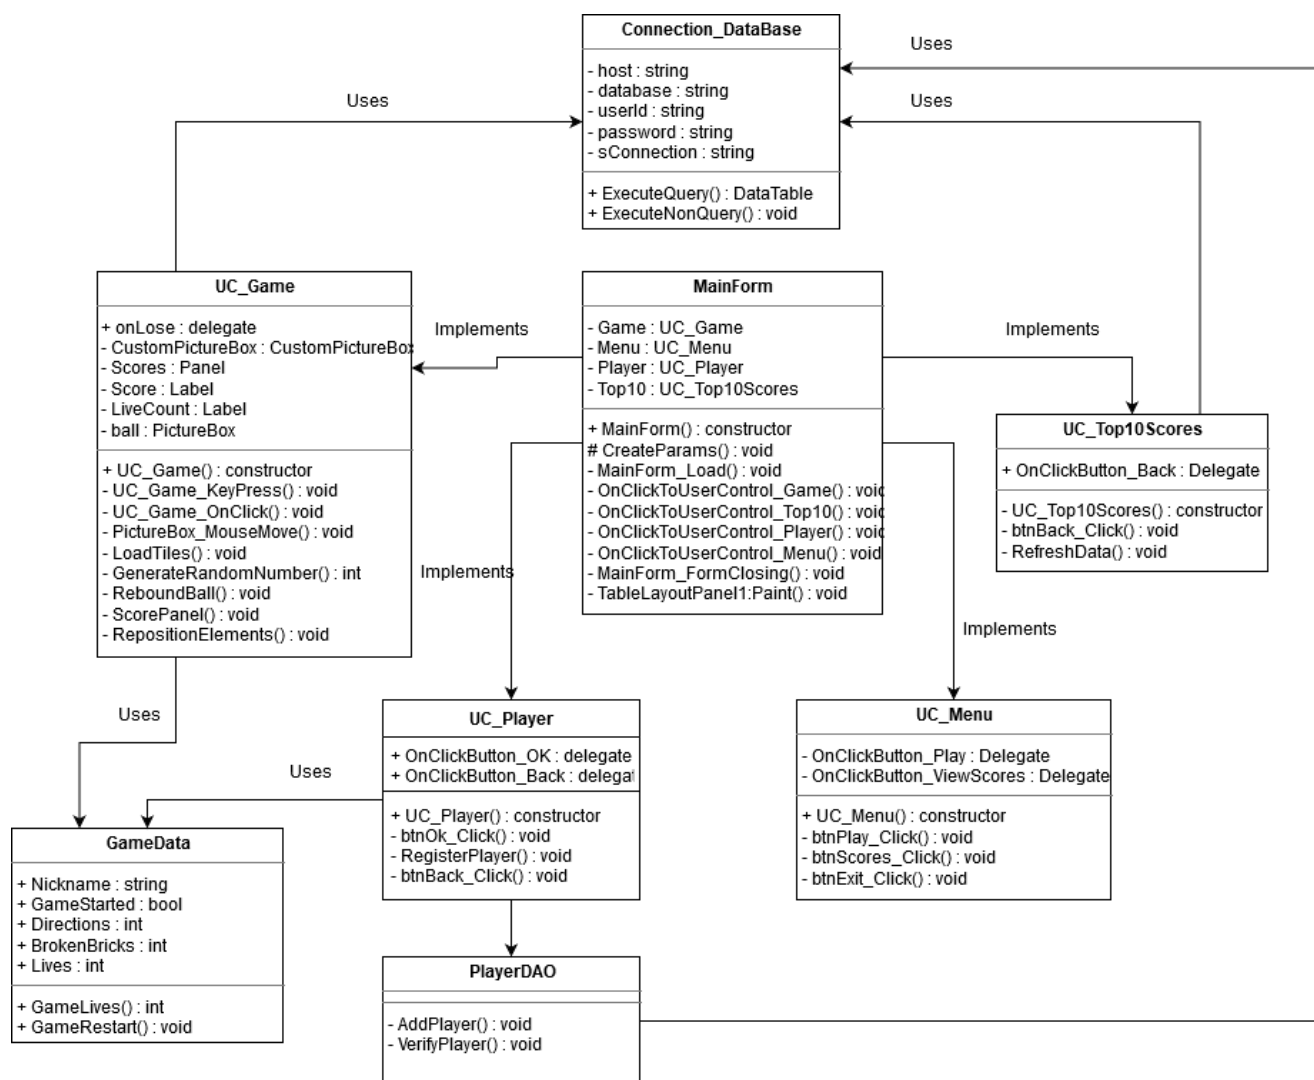 Connection_DataBase
- host : string
- database : string
- userId : string
- password : string
- sConnection : string
+ ExecuteQuery() : DataTable
+ ExecuteNonQuery() : void
Uses
Uses
Uses
UC_Game
+ onLose : delegate
- CustomPictureBox : CustomPictureBox
- Scores : Panel
- Score : Label
- LiveCount : Label
- ball : PictureBox
+ UC_Game() : constructor
- UC_Game_KeyPress() : void
- UC_Game_OnClick() : void
- PictureBox_MouseMove() : void
- LoadTiles() : void
- GenerateRandomNumber() : int
- ReboundBall() : void
- ScorePanel() : void
- RepositionElements() : void
Implements
MainForm
- Game : UC_Game
- Menu : UC_Menu
- Player : UC_Player
- Top10 : UC_Top10Scores
+ MainForm() : constructor
# CreateParams() : void
- MainForm_Load() : void
- OnClickToUserControl_Game() : void
- OnClickToUserControl_Top10() : void
- OnClickToUserControl_Player() : void
- OnClickToUserControl_Menu() : void
- MainForm_FormClosing() : void
- TableLayoutPanel1:Paint() : void
Implements
UC_Top10Scores
+ OnClickButton_Back : Delegate
- UC_Top10Scores() : constructor
- btnBack_Click() : void
- RefreshData() : void
Implements
Implements
Uses
Uses
UC_Player
+ OnClickButton_OK : delegate
+ OnClickButton_Back : delegat
+ UC_Player() : constructor
- btnOk_Click() : void
- RegisterPlayer() : void
- btnBack_Click() : void
UC_Menu
- OnClickButton_Play : Delegate
- OnClickButton_ViewScores : Delegate
+ UC_Menu() : constructor
- btnPlay_Click() : void
- btnScores_Click() : void
- btnExit_Click() : void
GameData
+ Nickname : string
+ GameStarted : bool
+ Directions : int
+ BrokenBricks : int
+ Lives : int
+ GameLives() : int
+ GameRestart() : void
PlayerDAO
- AddPlayer() : void
- VerifyPlayer() : void